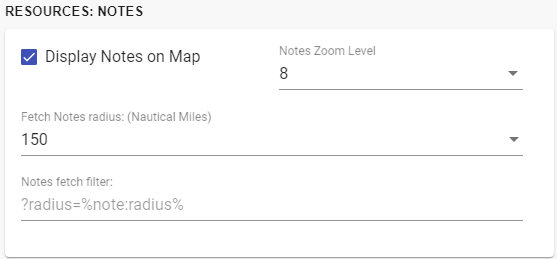 RESOURCES: NOTES
Display Notes on Map
Notes Zoom Level
8
Fetch Notes radius: (Nautical Miles)
150
Notes fetch filter:
?radius=%note:radius%